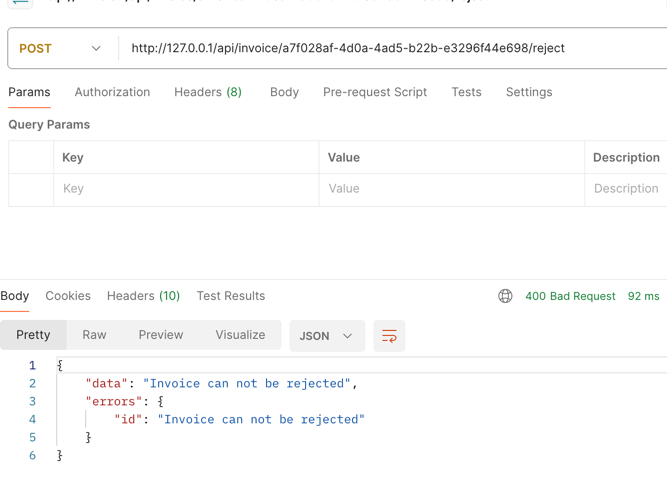 POST http://127.0.0.1/api/invoice/a7f028af-4d0a-4ad5-b22b-e3296f44e698/reject
Params Authorization Headers (8) Body Pre-request Script Tests Settings
Query Params
Key Value Description
Key Value Description
Body Cookies Headers (10) Test Results 400 Bad Request 92 ms
Pretty Raw Preview Visualize JSON
1 {
2 "data": "Invoice can not be rejected",
3 "errors": {
4 "id": "Invoice can not be rejected"
5 }
6 }